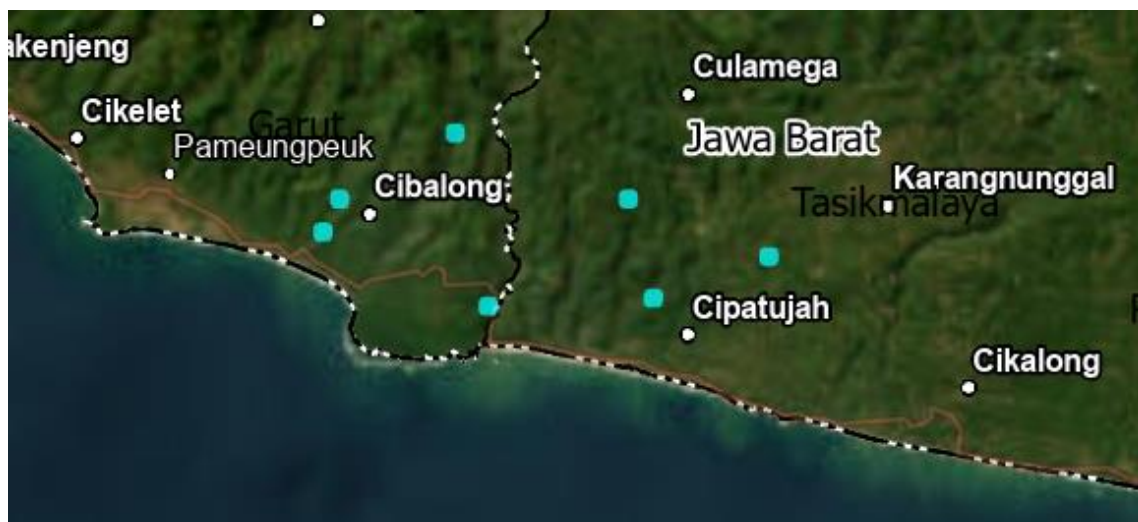 akenjeng
Culamega
Cikelet
Garut
Pameungpeuk
Jawa Barat
Cibalong
Karangnunggal
Tasikmalaya
Cipatujah
Cikalong